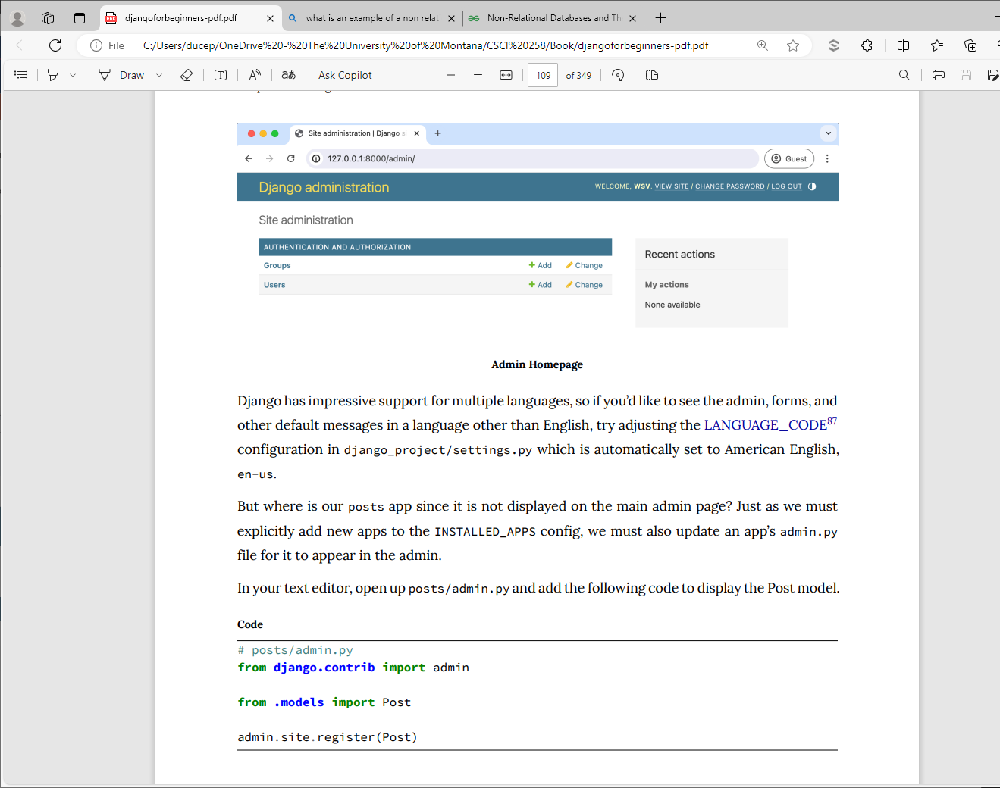 djangoforbeginners-pdf.pdf
what is an example of a non relati
Non-Relational Databases and Th
File
C:/Users/ducep/OneDrive%20-%20The%20University%20of%20Montana/CSCI%20258/Book/djangoforbeginners-pdf.pdf
Draw
Ask Copilot
109 of 349
Site administration | Django s
127.0.0.1:8000/admin/
Guest
Django administration
WELCOME, WSV. VIEW SITE / CHANGE PASSWORD / LOG OUT
Site administration
AUTHENTICATION AND AUTHORIZATION
Groups + Add Change
Users + Add Change
Recent actions
My actions
None available
Admin Homepage
Django has impressive support for multiple languages, so if you’d like to see the admin, forms, and
other default messages in a language other than English, try adjusting the LANGUAGE_CODE87
configuration in django_project/settings.py which is automatically set to American English,
en-us.
But where is our posts app since it is not displayed on the main admin page? Just as we must
explicitly add new apps to the INSTALLED_APPS config, we must also update an app’s admin.py
file for it to appear in the admin.
In your text editor, open up posts/admin.py and add the following code to display the Post model.
Code
# posts/admin.py
from django.contrib import admin
from .models import Post
admin.site.register(Post)